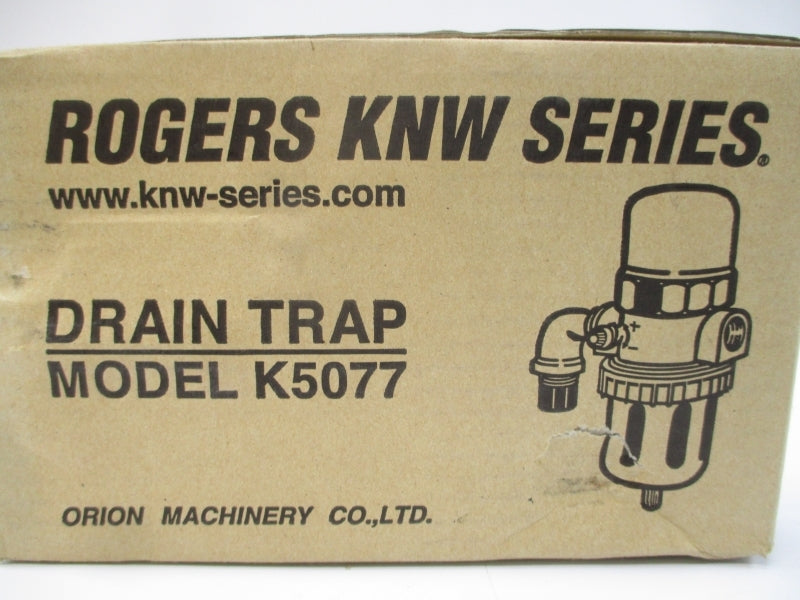 ROGERS KNW SERIES®
www.knw-series.com
DRAIN TRAP
MODEL K5077
+
-
ORION MACHINERY CO.,LTD.